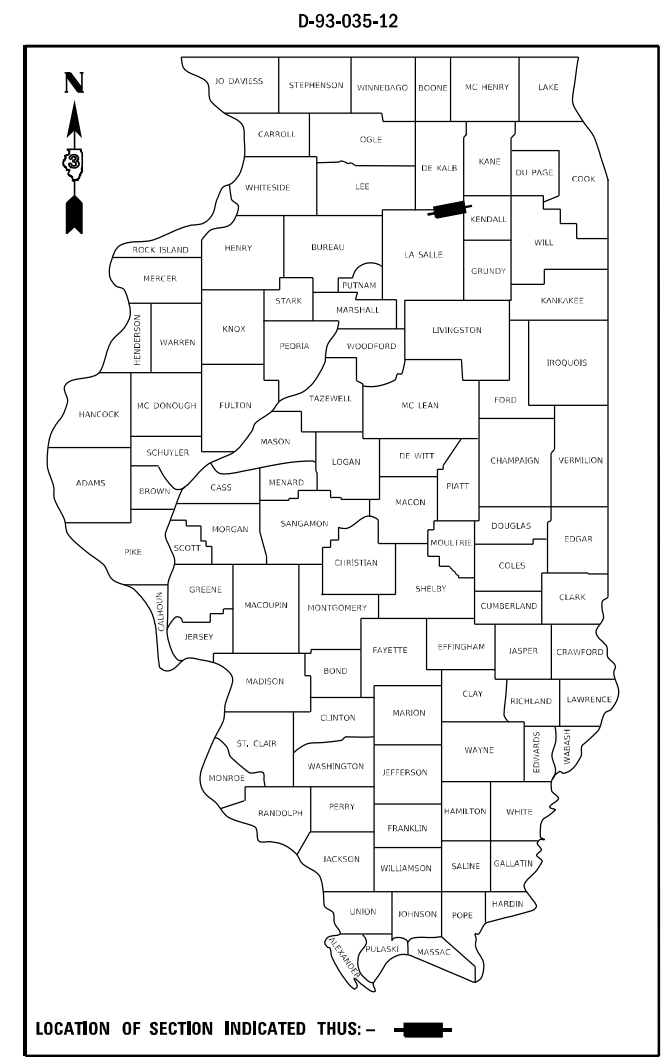 D-93-035-12
N
3
JO DAVIESS
STEPHENSON
WINNEBAGO
BOONE
MC HENRY
LAKE
CARROLL
OGLE
DE KALB
KANE
DU PAGE
COOK
WHITESIDE
LEE
KENDALL
WILL
ROCK ISLAND
HENRY
BUREAU
LA SALLE
GRUNDY
MERCER
PUTNAM
STARK
MARSHALL
KANKAKEE
HENDERSON
WARREN
KNOX
PEORIA
WOODFORD
LIVINGSTON
IROQUOIS
HANCOCK
MC DONOUGH
FULTON
TAZEWELL
MC LEAN
FORD
MASON
SCHUYLER
LOGAN
DE WITT
CHAMPAIGN
VERMILION
ADAMS
BROWN
CASS
MENARD
PIATT
MACON
MORGAN
SANGAMON
DOUGLAS
EDGAR
PIKE
SCOTT
CHRISTIAN
MOULTRIE
COLES
GREENE
SHELBY
CALHOUN
MACOUPIN
MONTGOMERY
CUMBERLAND
CLARK
JERSEY
FAYETTE
EFFINGHAM
JASPER
CRAWFORD
BOND
MADISON
CLAY
RICHLAND
LAWRENCE
CLINTON
MARION
ST. CLAIR
WAYNE
EDWARDS
WABASH
WASHINGTON
JEFFERSON
MONROE
RANDOLPH
PERRY
HAMILTON
WHITE
FRANKLIN
JACKSON
WILLIAMSON
SALINE
GALLATIN
UNION
JOHNSON
POPE
HARDIN
ALEXANDER
PULASKI
MASSAC
LOCATION OF SECTION INDICATED THUS: -